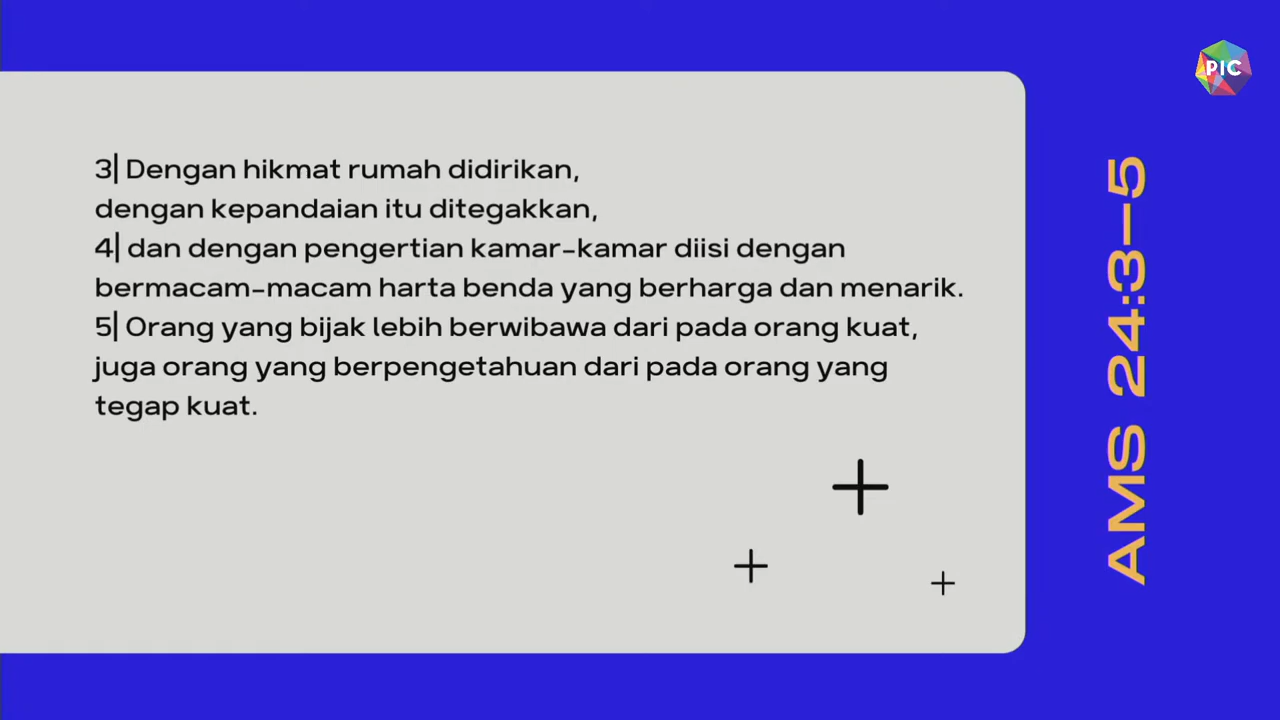 3| Dengan hikmat rumah didirikan,
dengan kepandaian itu ditegakkan,
4| dan dengan pengertian kamar-kamar diisi dengan
bermacam-macam harta benda yang berharga dan menarik.
5| Orang yang bijak lebih berwibawa dari pada orang kuat,
juga orang yang berpengetahuan dari pada orang yang
tegap kuat.
AMS 24:3-5
PIC